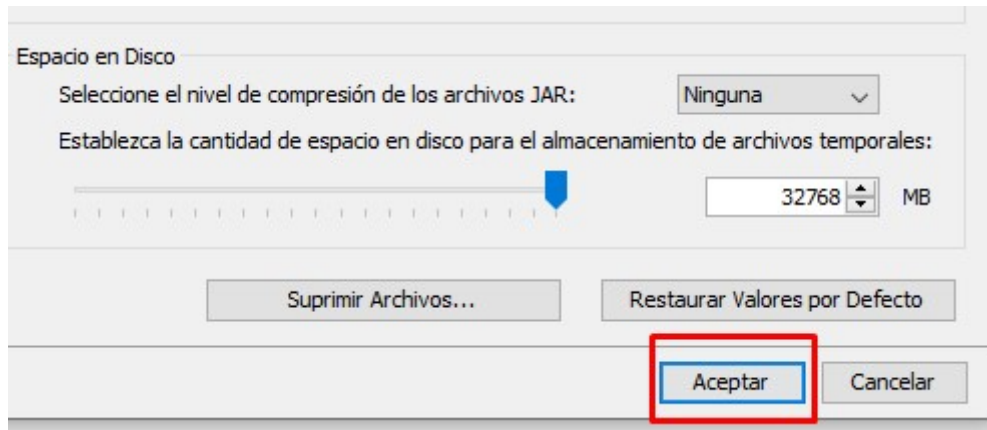 Espacio en Disco
Seleccione el nivel de compresión de los archivos JAR: Ninguna
Establezca la cantidad de espacio en disco para el almacenamiento de archivos temporales:
32768 MB
Suprimir Archivos... Restaurar Valores por Defecto
Aceptar Cancelar